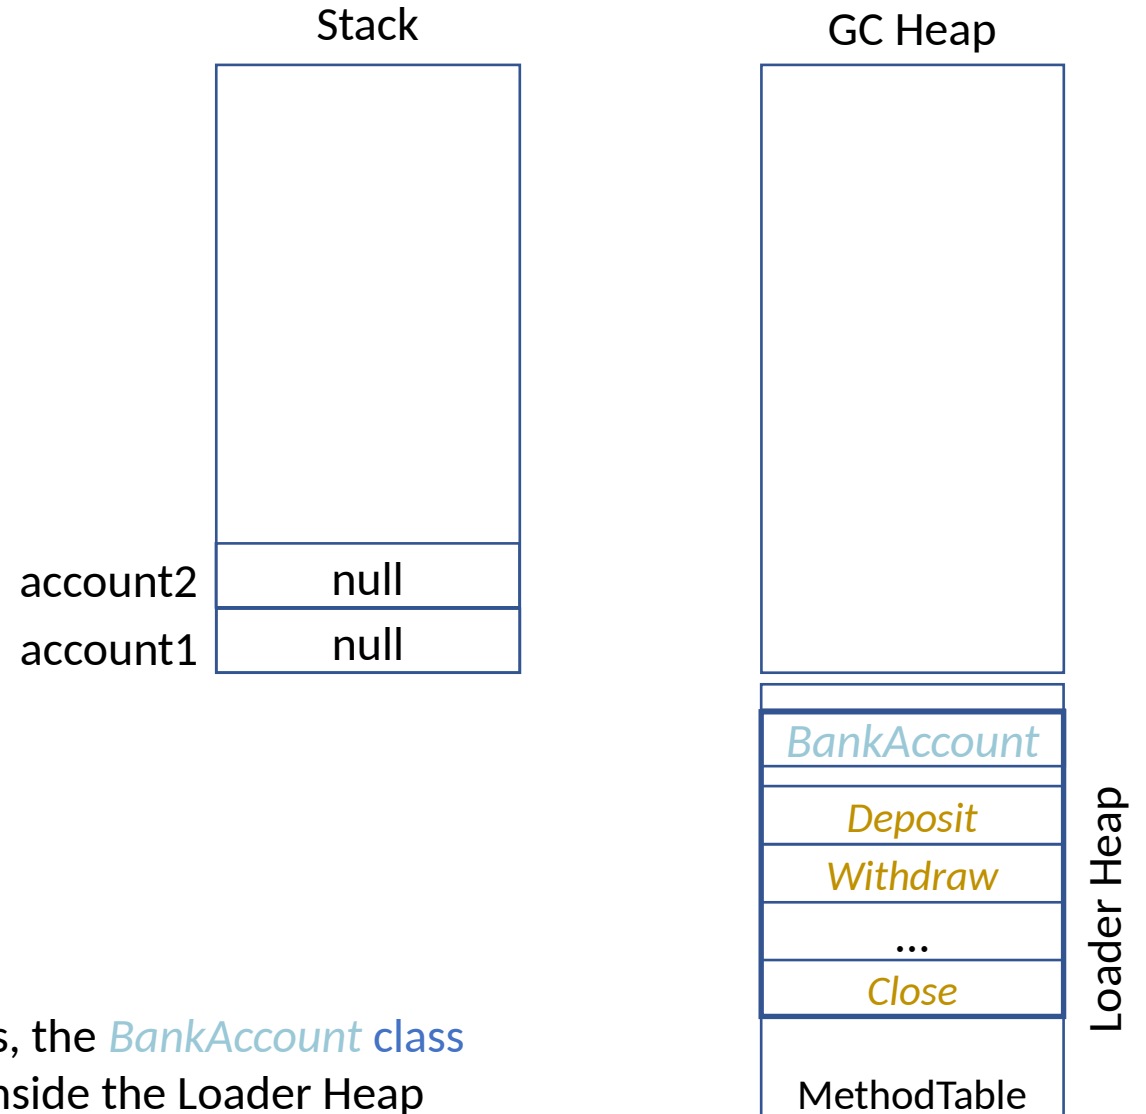 Stack
GC Heap
account2
null
account1
null
BankAccount
Deposit
Withdraw
...
Close
Loader Heap
the BankAccount class
the Loader Heap
MethodTable